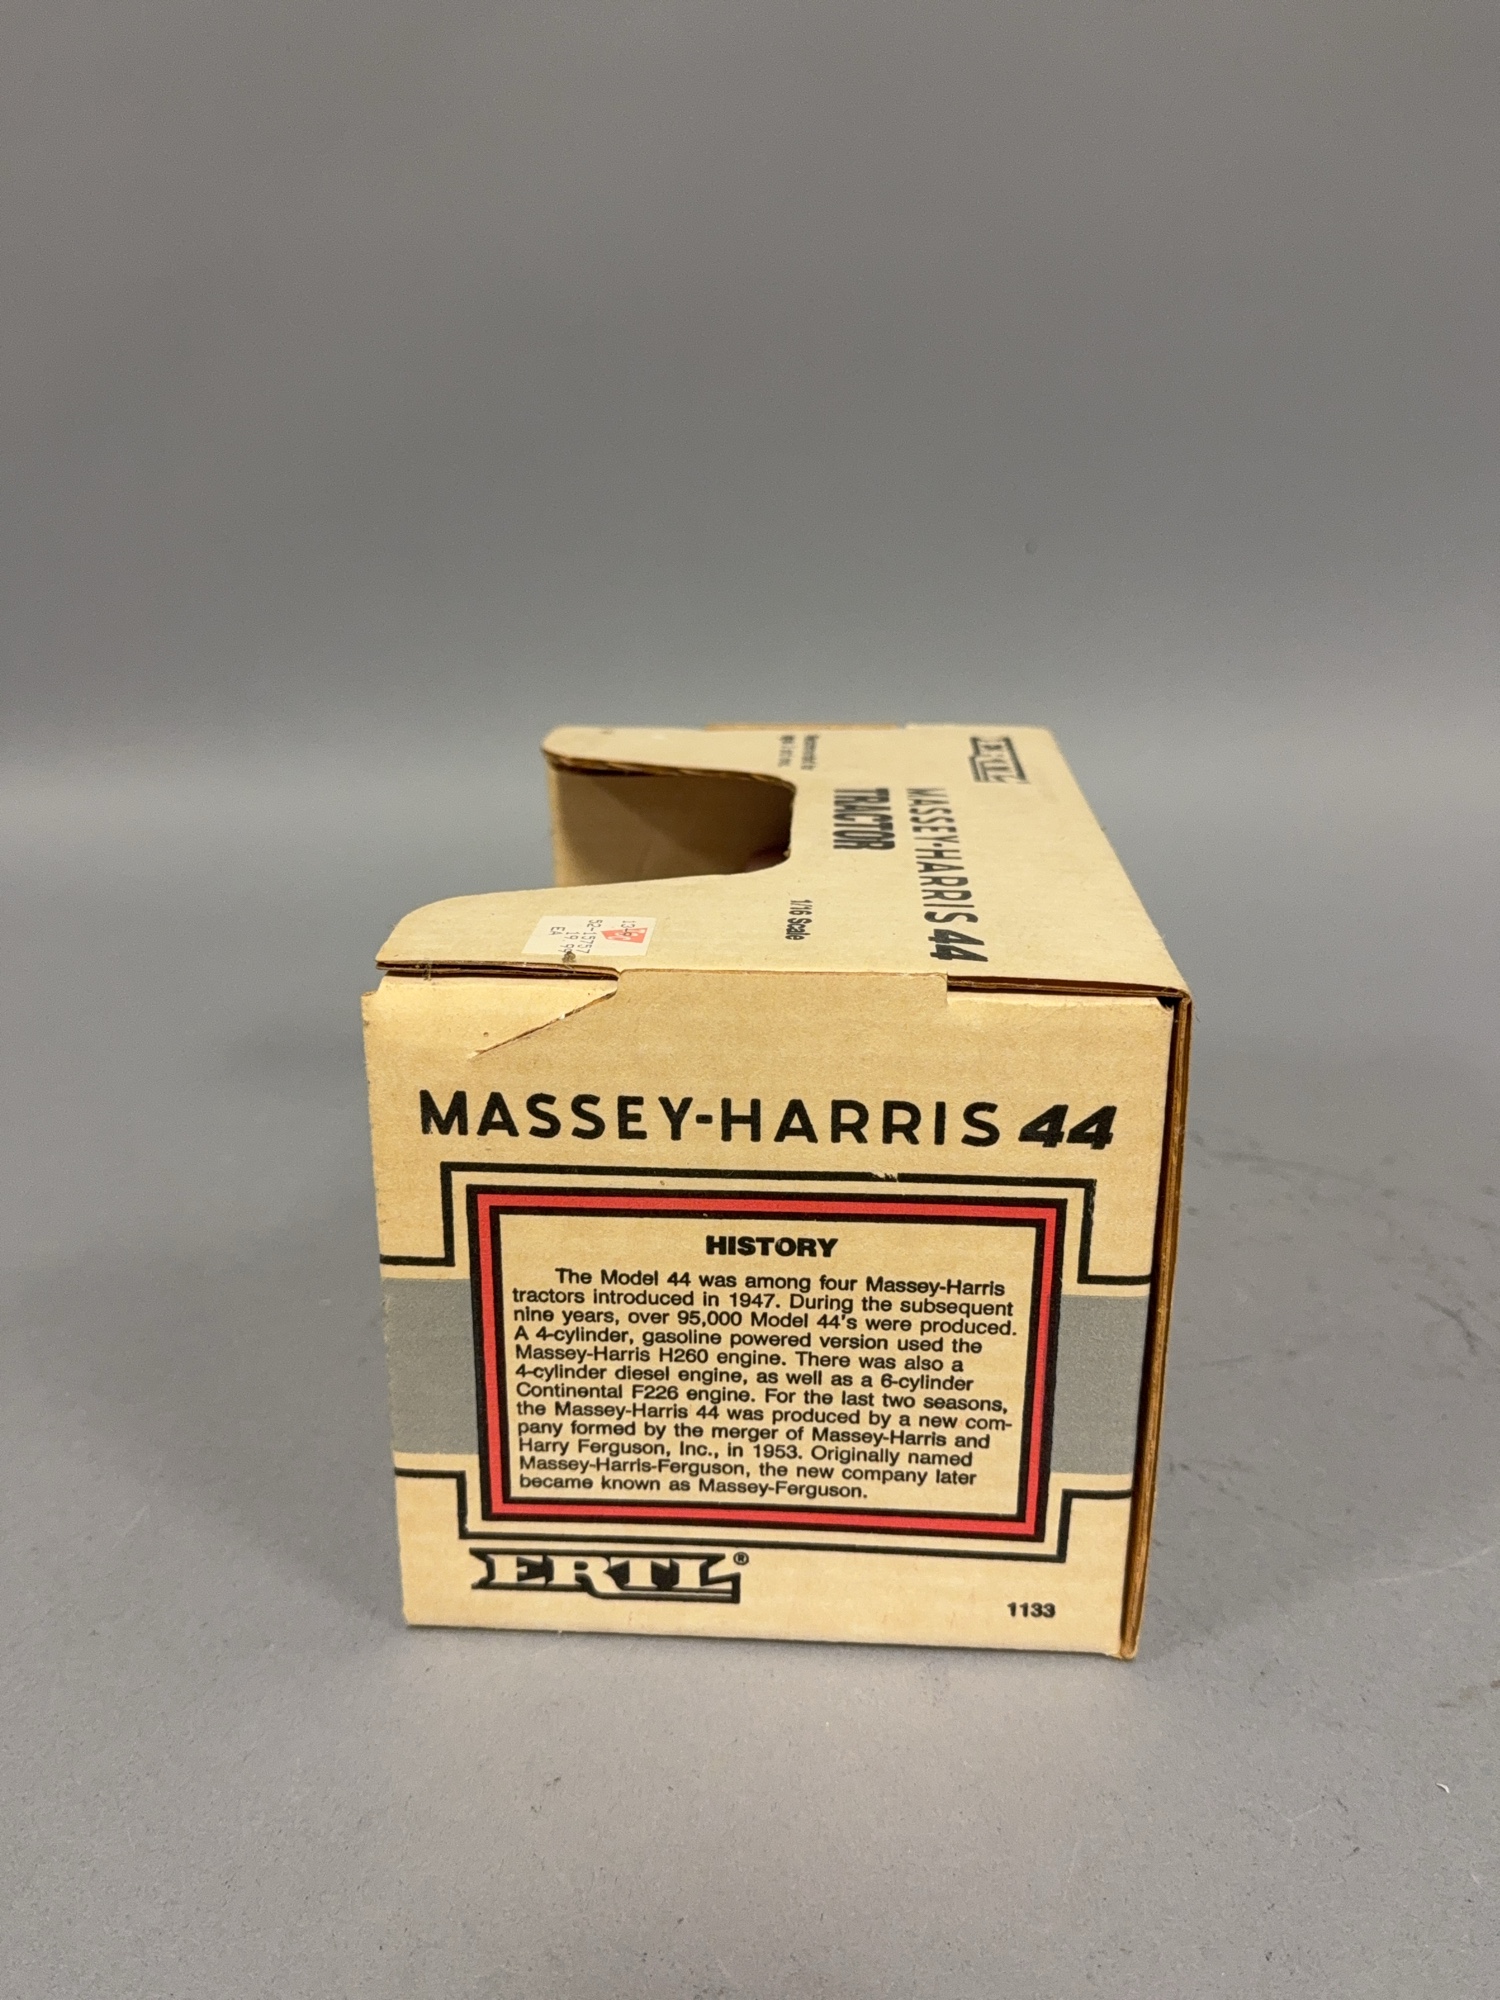 ERTL
MASSEY-HARRIS 44
TRACTOR
1/16 Scale
52-15757
19.99
EA
MASSEY-HARRIS 44
HISTORY
The Model 44 was among four Massey-Harris
tractors introduced in 1947. During the subsequent
nine years, over 95,000 Model 44's were produced.
A 4-cylinder, gasoline powered version used the
Massey-Harris H260 engine. There was also a
4-cylinder diesel engine, as well as a 6-cylinder
Continental F226 engine. For the last two seasons,
the Massey-Harris 44 was produced by a new com-
pany formed by the merger of Massey-Harris and
Harry Ferguson, Inc., in 1953. Originally named
Massey-Harris-Ferguson, the new company later
became known as Massey-Ferguson.
ERTL®
1133